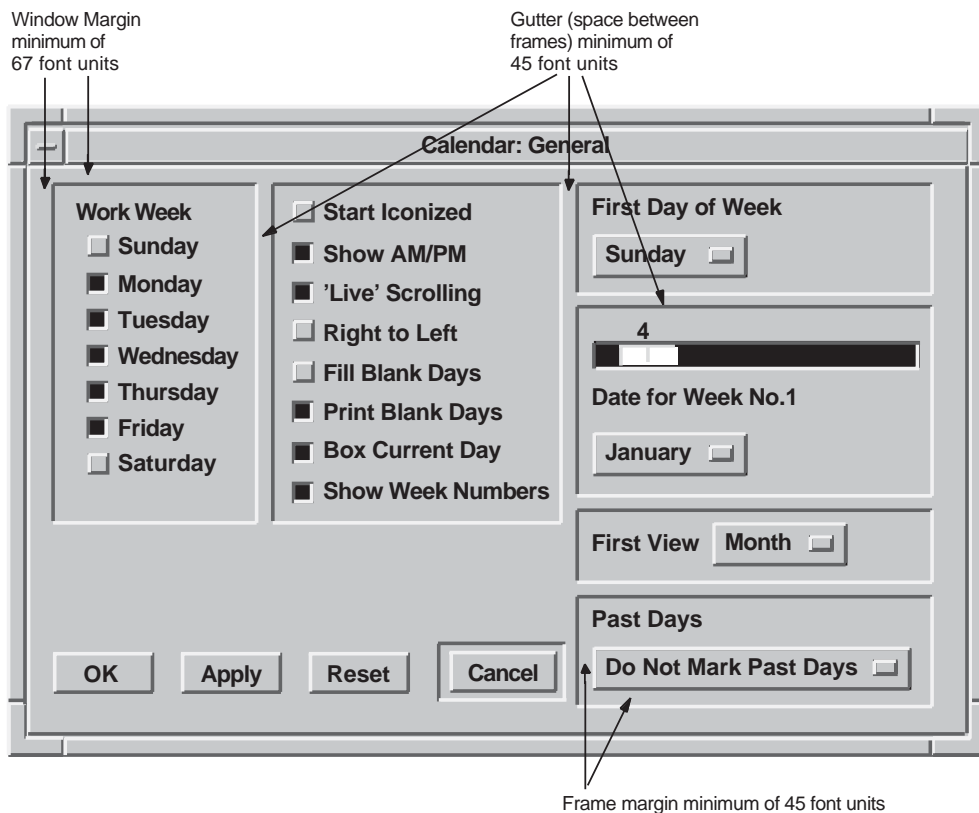 Window Margin
minimum of
67 font units
Gutter (space between
frames) minimum of
45 font units
Calendar: General
Work Week
Sunday
Monday
Tuesday
Wednesday
Thursday
Friday
Saturday
Start Iconized
Show AM/PM
’Live’ Scrolling
Right to Left
Fill Blank Days
Print Blank Days
Box Current Day
Show Week Numbers
First Day of Week
Sunday
4
Date for Week No.1
January
First View Month
Past Days
Do Not Mark Past Days
OK Apply Reset Cancel
Frame margin minimum of 45 font units